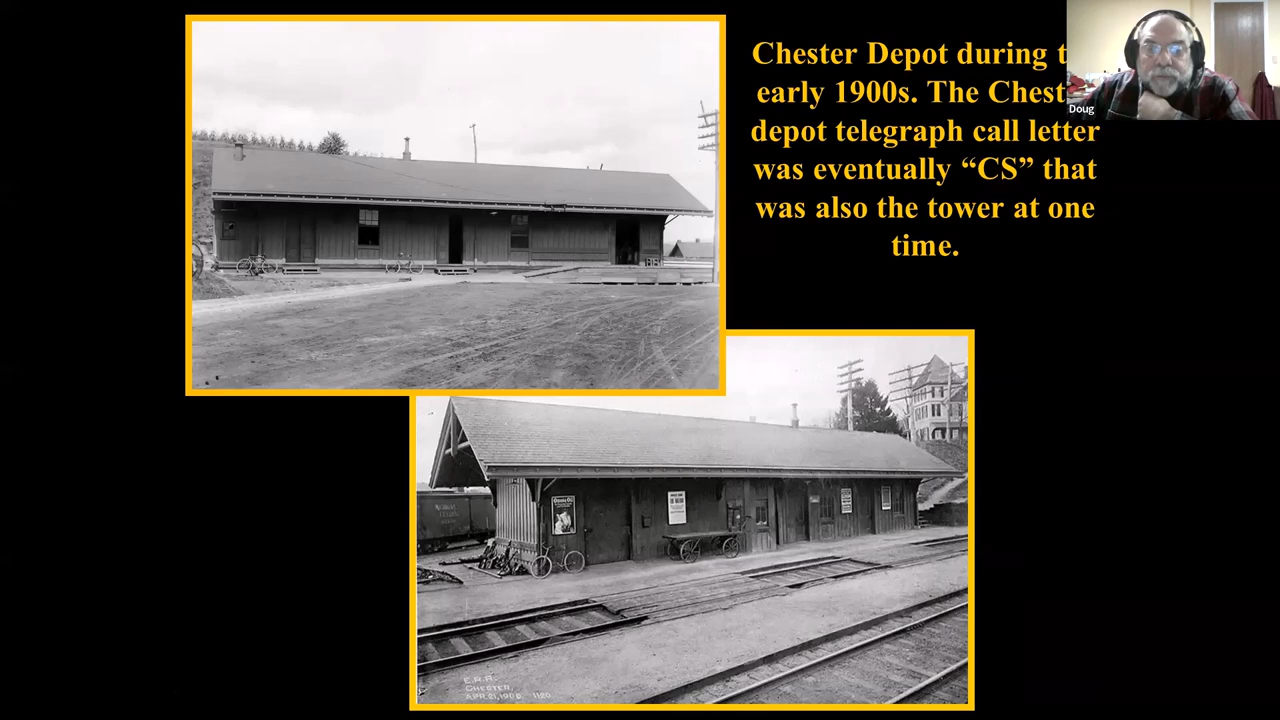 Chester Depot during t
early 1900s. The Chest
depot telegraph call letter
was eventually “CS” that
was also the tower at one
time.
Doug
E.R.R.
CHESTER,